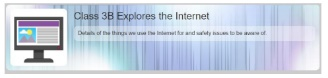 Class 3B Explores the Internet
Details of the things we use the Internet for and safety issues to be aware of.